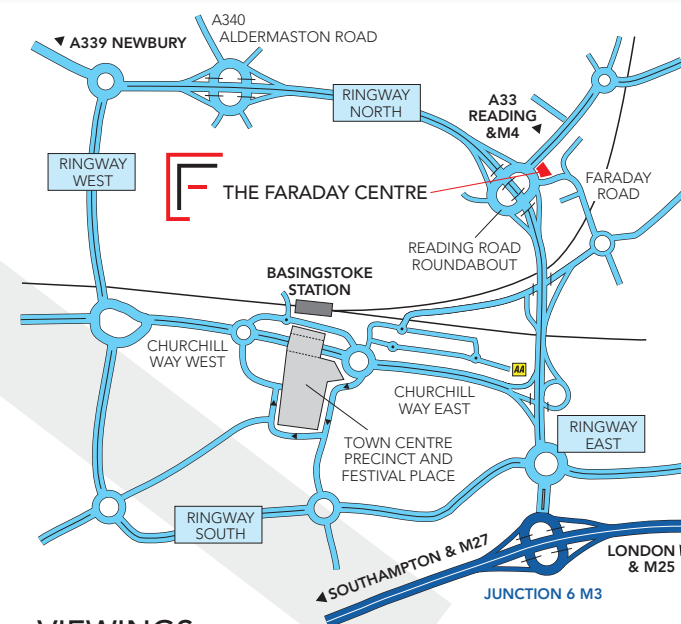 A340
ALDERMASTON ROAD
A339 NEWBURY
RINGWAY
NORTH
A33
READING
&M4
RINGWAY
WEST
THE FARADAY CENTRE
FARADAY
ROAD
READING ROAD
ROUNDABOUT
BASINGSTOKE
STATION
CHURCHILL
WAY WEST
AA
CHURCHILL
WAY EAST
TOWN CENTRE
PRECINCT AND
FESTIVAL PLACE
RINGWAY
EAST
RINGWAY
SOUTH
SOUTHAMPTON & M27
LONDON
& M25
JUNCTION 6 M3
VIEWINGS